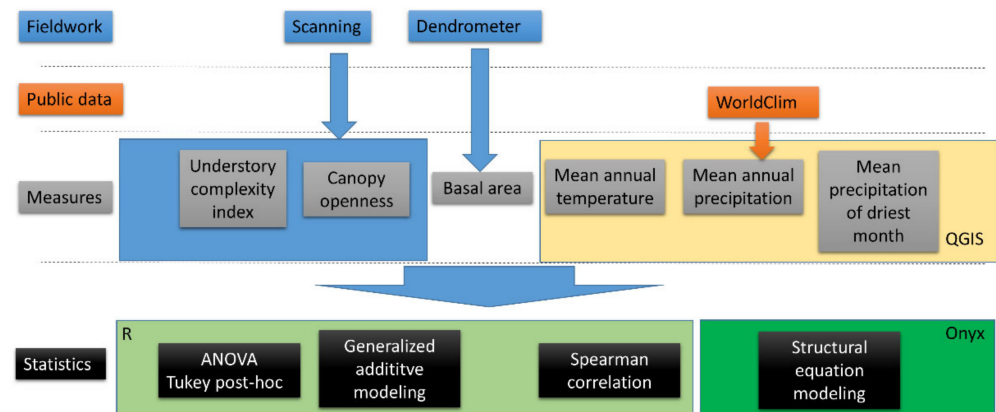 Fieldwork
Scanning
Dendrometer
Public data
WorldClim
Measures
Understory
complexity
index
Canopy
openness
Basal area
Mean annual
temperature
Mean annual
precipitation
Mean
precipitation
of driest
month
QGIS
Statistics
R
ANOVA
Tukey post-hoc
Generalized
addititve
modeling
Spearman
correlation
Onyx
Structural
equation
modeling